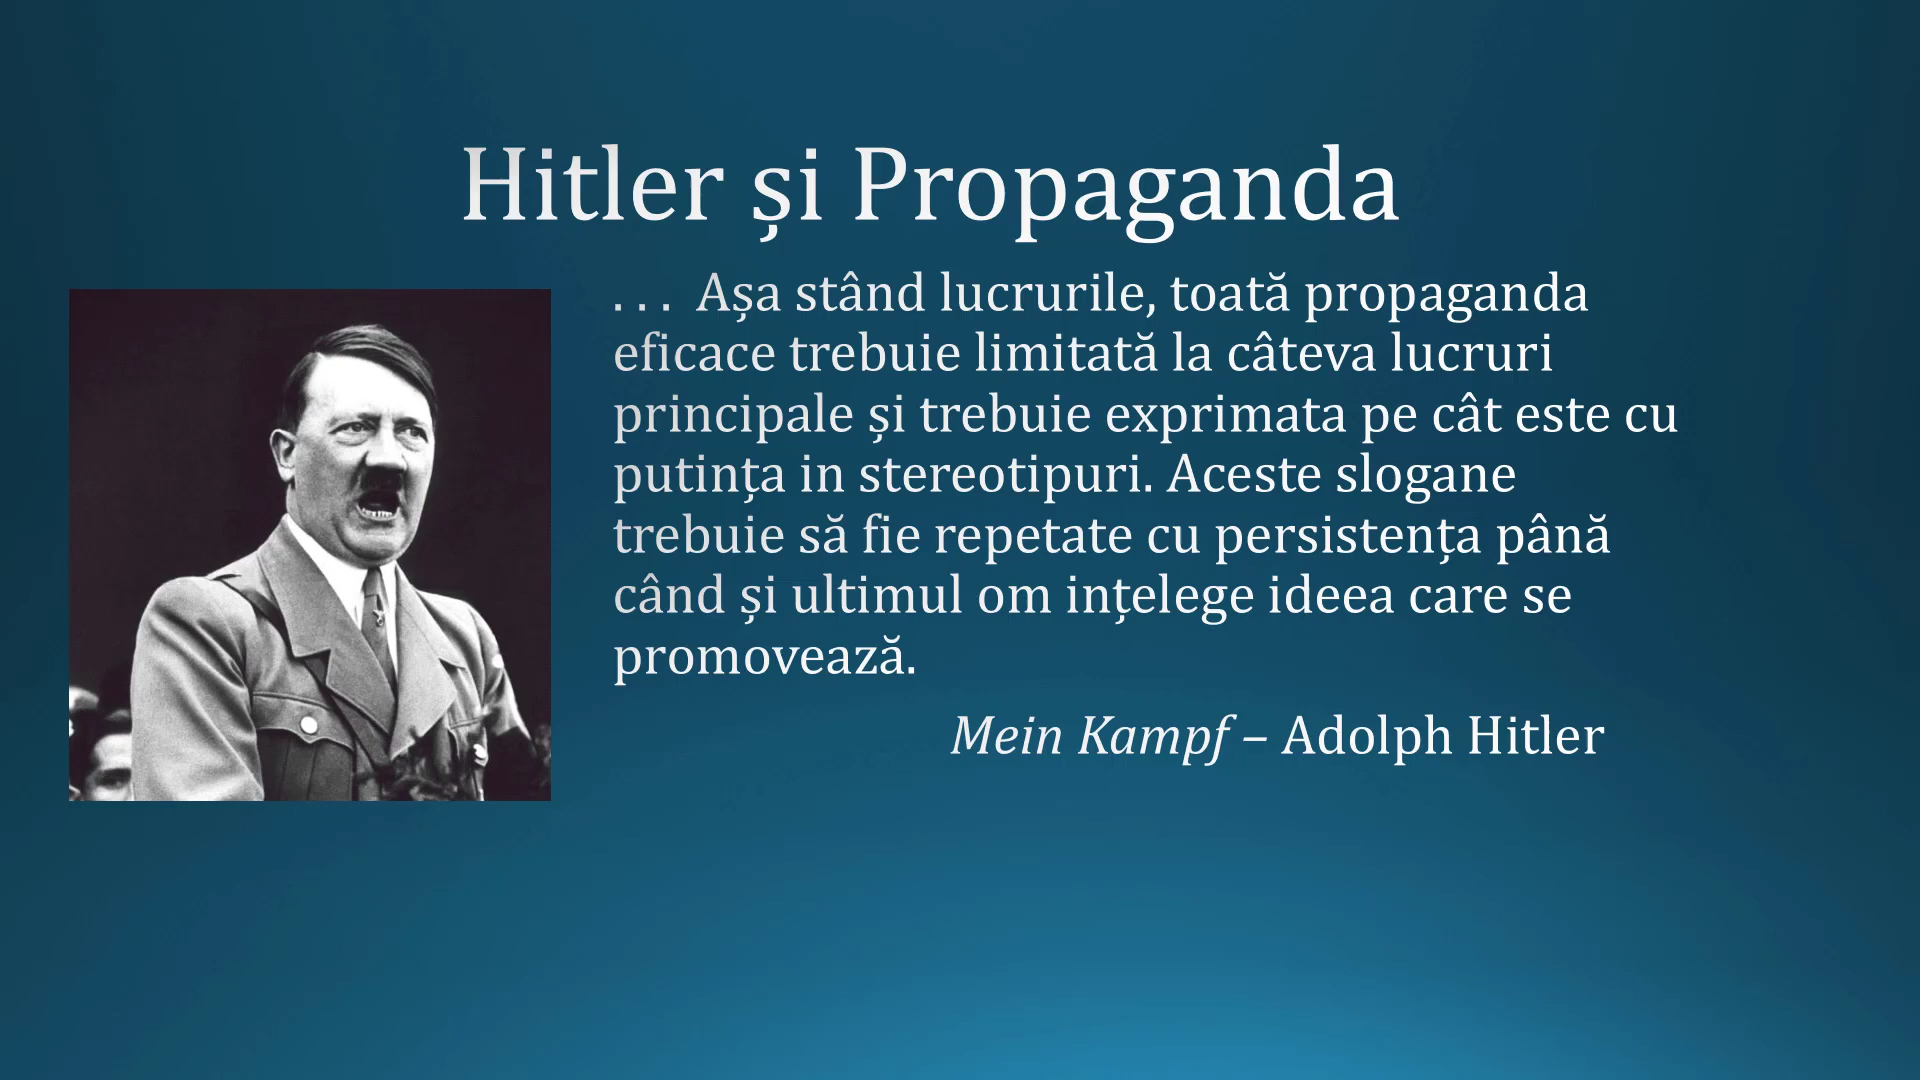 Hitler și Propaganda
. . .  Așa stând lucrurile, toată propaganda
eficace trebuie limitată la câteva lucruri
principale și trebuie exprimata pe cât este cu
putința in stereotipuri. Aceste slogane
trebuie să fie repetate cu persistența până
când și ultimul om ințelege ideea care se
promovează.
Mein Kampf – Adolph Hitler